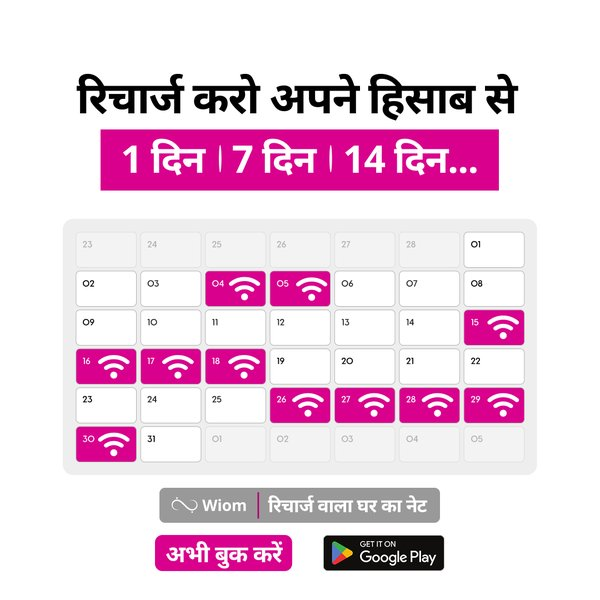 रिचार्ज करो अपने हिसाब से
1 दिन | 7 दिन | 14 दिन...
23 24 25 26 27 28 01
02 03 04 05 06 07 08
09 10 11 12 13 14 15
16 17 18 19 20 21 22
23 24 25 26 27 28 29
30 31 01 02 03 04 05
Wiom | रिचार्ज वाला घर का नेट
अभी बुक करें
GET IT ON
Google Play